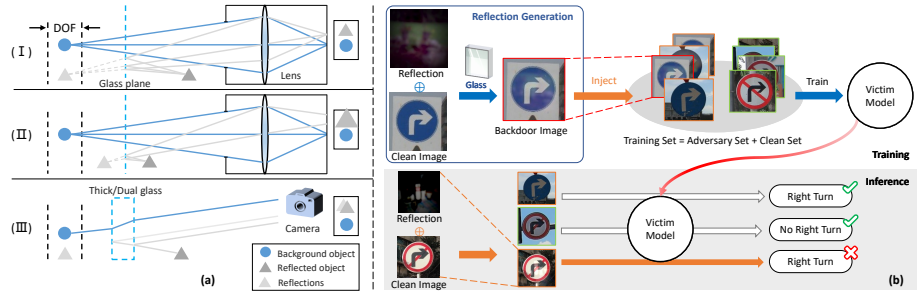 DOF
(Ⅰ)
Glass plane
Lens
(Ⅱ)
Thick/Dual glass
(Ⅲ)
Camera
Background object
Reflected object
Reflections
(a)
Reflection Generation
Reflection
Glass
Clean Image
Backdoor Image
Inject
Training Set = Adversary Set + Clean Set
Train
Victim
Model
Training
Inference
Reflection
Clean Image
Victim
Model
Right Turn
No Right Turn
Right Turn
(b)